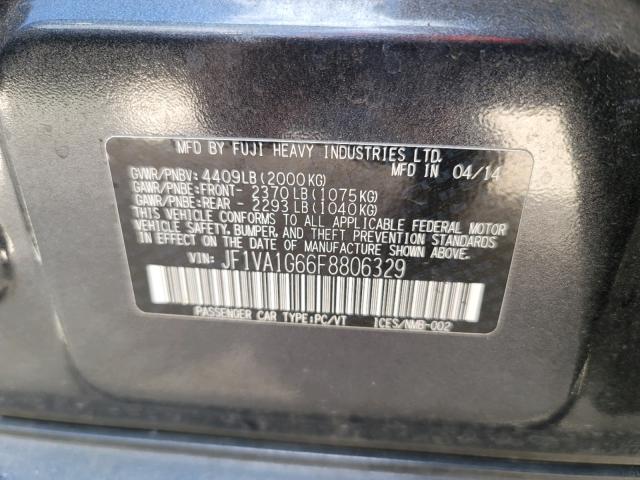 MFD BY FUJI HEAVY INDUSTRIES LTD.
MFD IN 04/14
GVWR/PNBV: 4409LB(2000KG)
GAWR/PNBE:FRONT- 2370LB(1075KG)
GAWR/PNBE:REAR - 2293LB(1040KG)
THIS VEHICLE CONFORMS TO ALL APPLICABLE FEDERAL MOTOR
VEHICLE SAFETY, BUMPER, AND THEFT PREVENTION STANDARDS
IN EFFECT ON THE DATE OF MANUFACTURE SHOWN ABOVE.
VIN: JF1VA1G66F8806329
PASSENGER CAR TYPE:PC/VT ICES/NMB-002